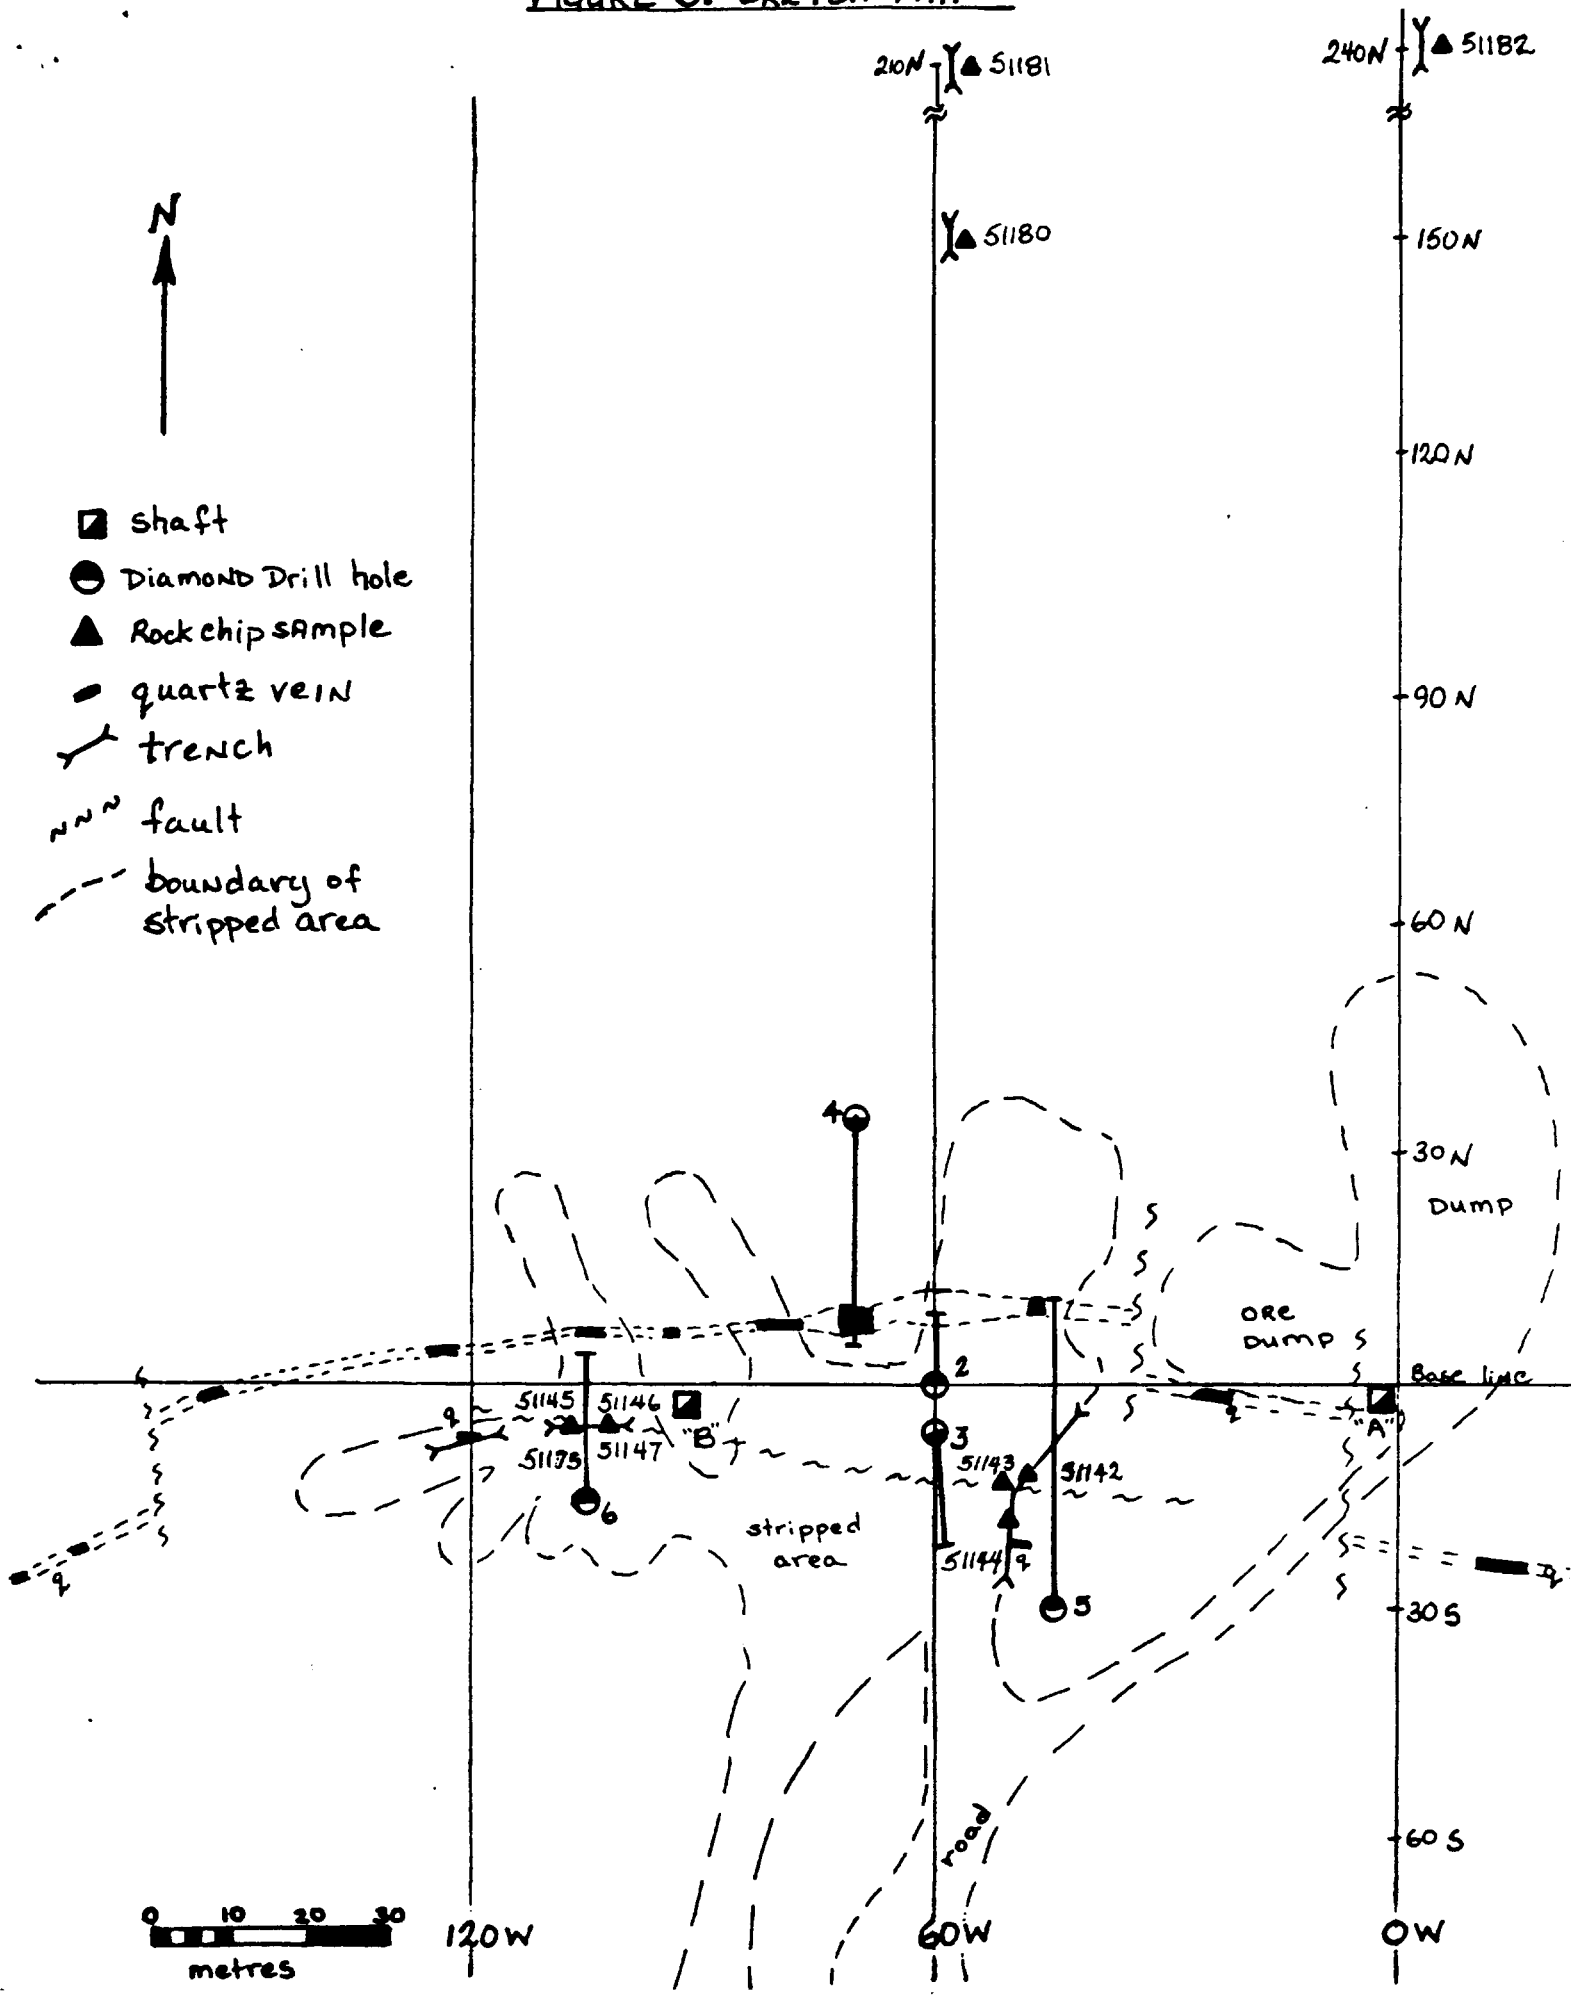 FIGURE
210N
51181
240N
51182
N
51180
150N
120N
shaft
Diamond Drill hole
Rock chip sample
quartz vein
trench
fault
boundary of
stripped area
90N
60N
4
30N
Dump
ore
Dump
2
Base line
51145
51146
q
"B"
3
q
"A"
51173
51147
51143
51142
6
stripped
area
51144
q
q
q
5
30S
road
60S
0 10 20 30
metres
120W
60W
0W